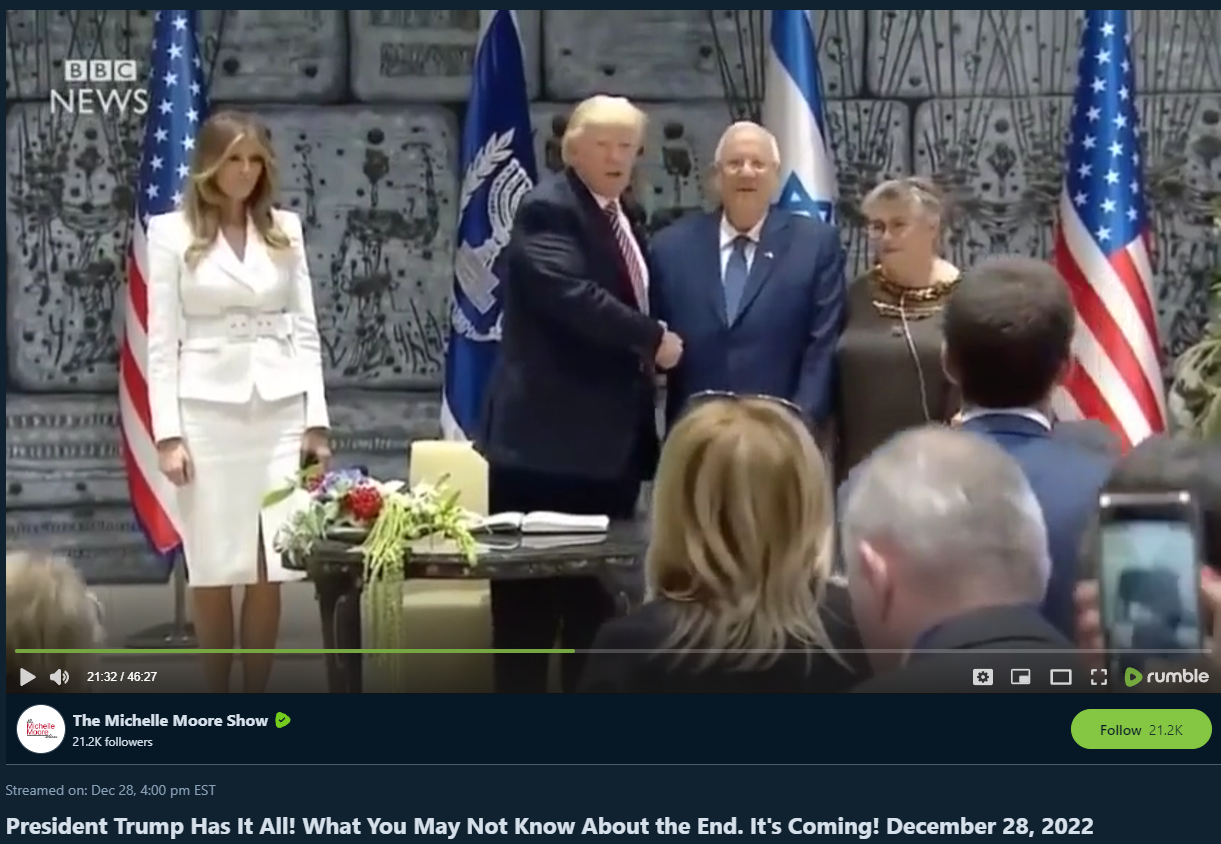 BBC
NEWS
21:32 / 46:27
rumble
The Michelle Moore Show
21.2K followers
Follow 21.2K
Streamed on: Dec 28, 4:00 pm EST
President Trump Has It All! What You May Not Know About the End. It's Coming! December 28, 2022